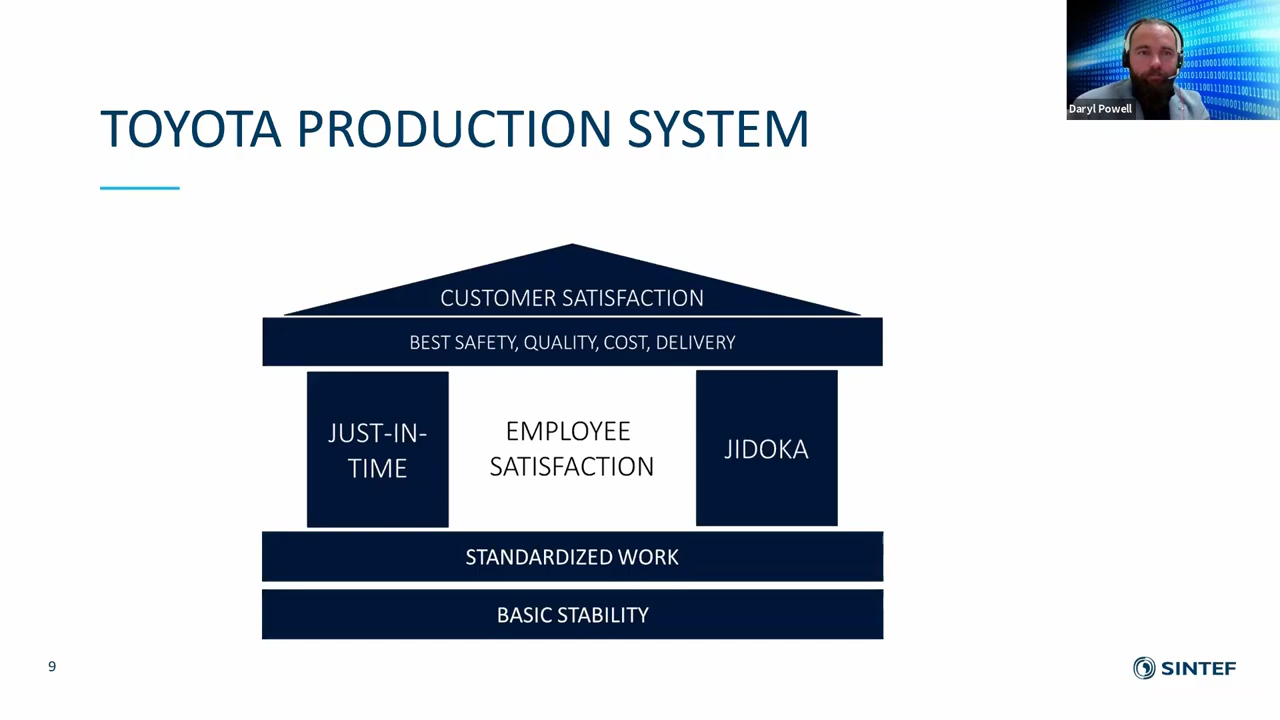 Daryl Powell
TOYOTA PRODUCTION SYSTEM
CUSTOMER SATISFACTION
BEST SAFETY, QUALITY, COST, DELIVERY
JUST-IN-
TIME
EMPLOYEE
SATISFACTION
JIDOKA
STANDARDIZED WORK
BASIC STABILITY
9
SINTEF